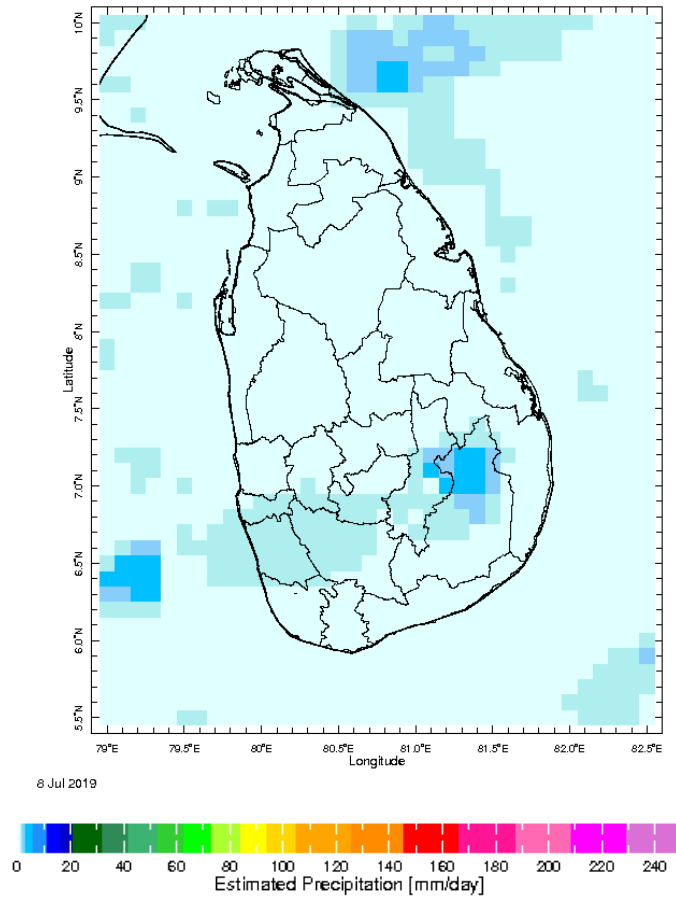 10°N
9.5°N
9°N
8.5°N
8°N
7.5°N
7.0°N
6.5°N
6.0°N
5.5°N
Latitude
79°E 79.5°E 80°E 80.5°E 81.0°E 81.5°E 82.0°E 82.5°E
Longitude
8 Jul 2019
0 20 40 60 80 100 120 140 160 180 200 220 240
Estimated Precipitation [mm/day]